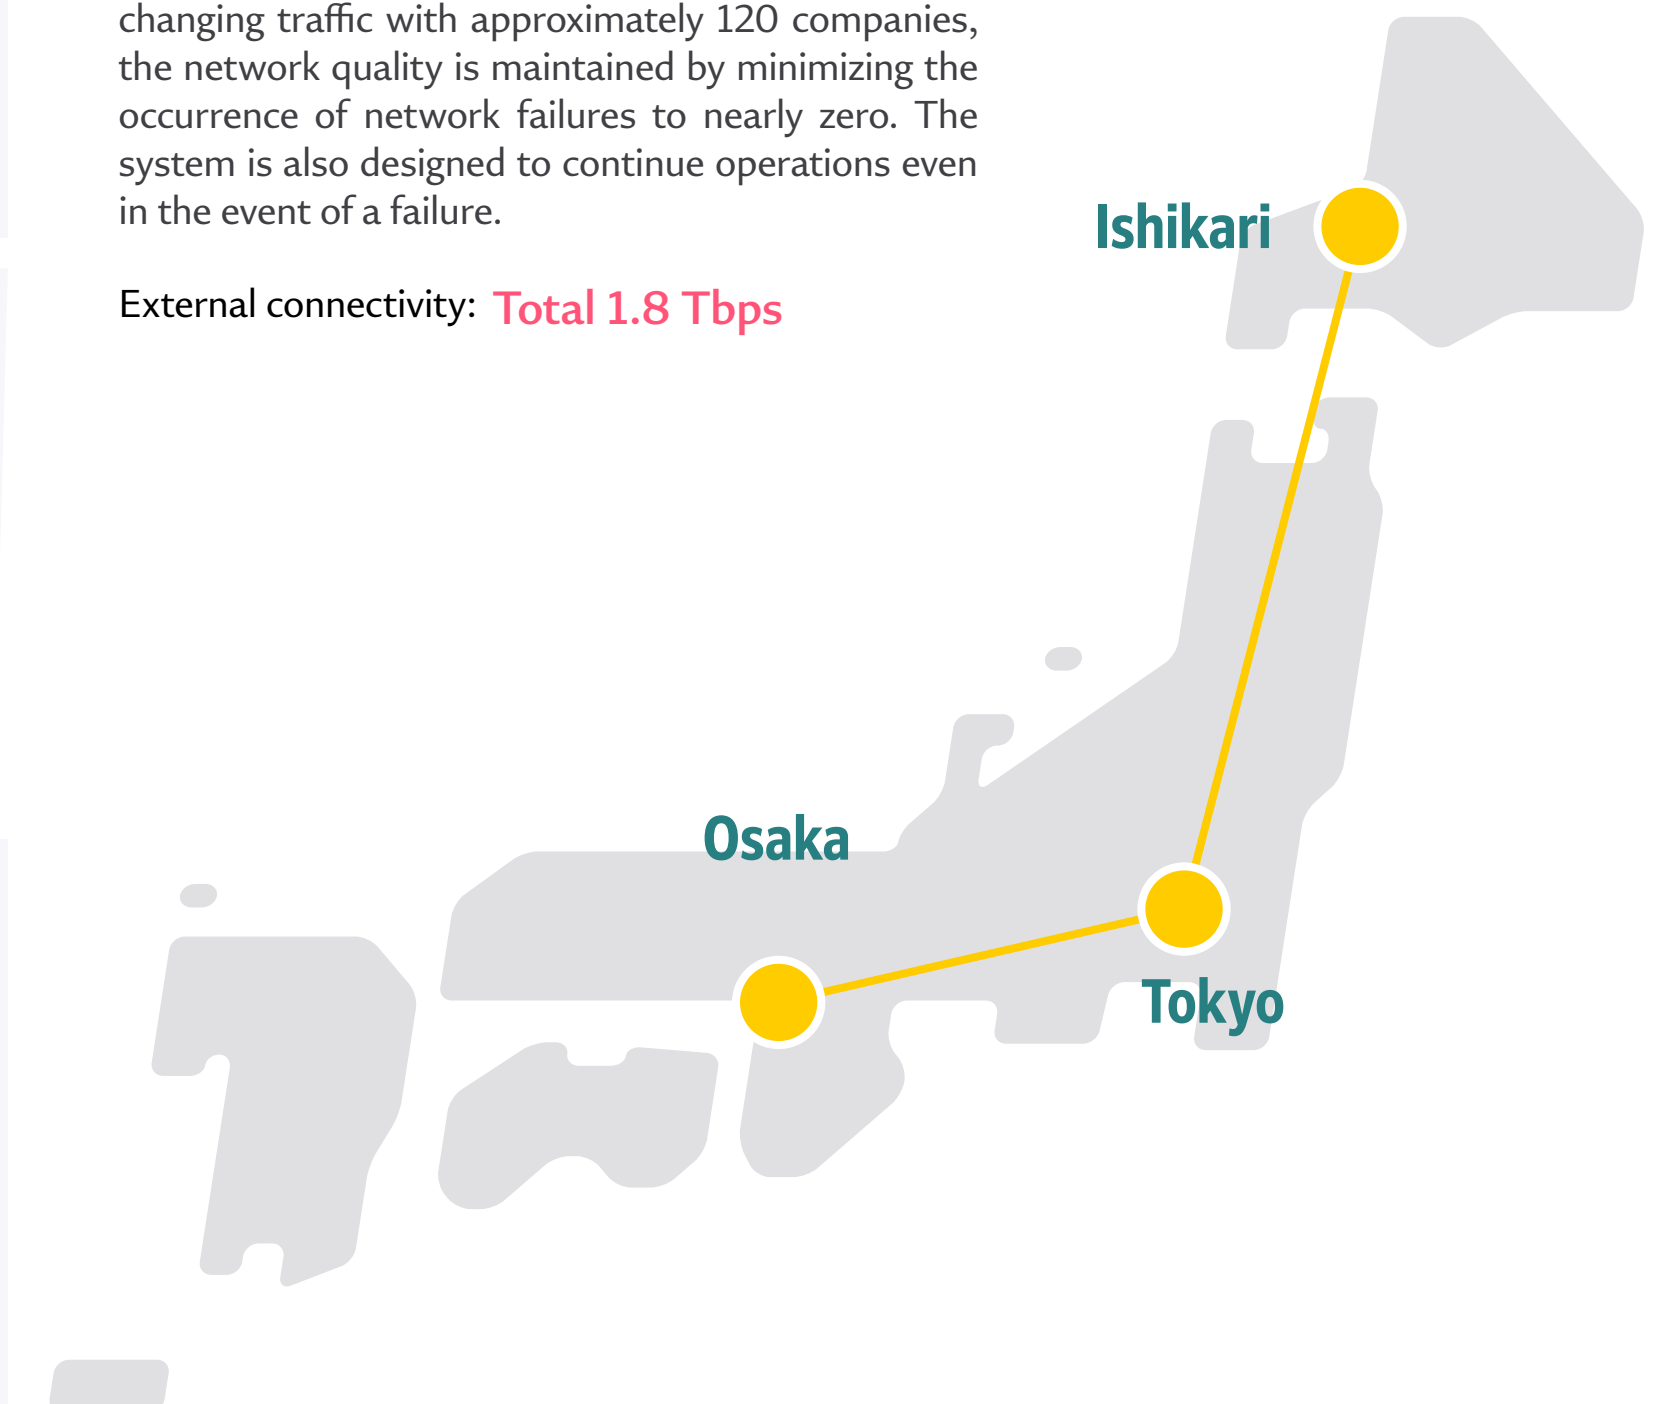 changing traffic with approximately 120 companies,
the network quality is maintained by minimizing the
occurrence of network failures to nearly zero. The
system is also designed to continue operations even
in the event of a failure.
External connectivity: Total 1.8 Tbps
Ishikari
Osaka
Tokyo